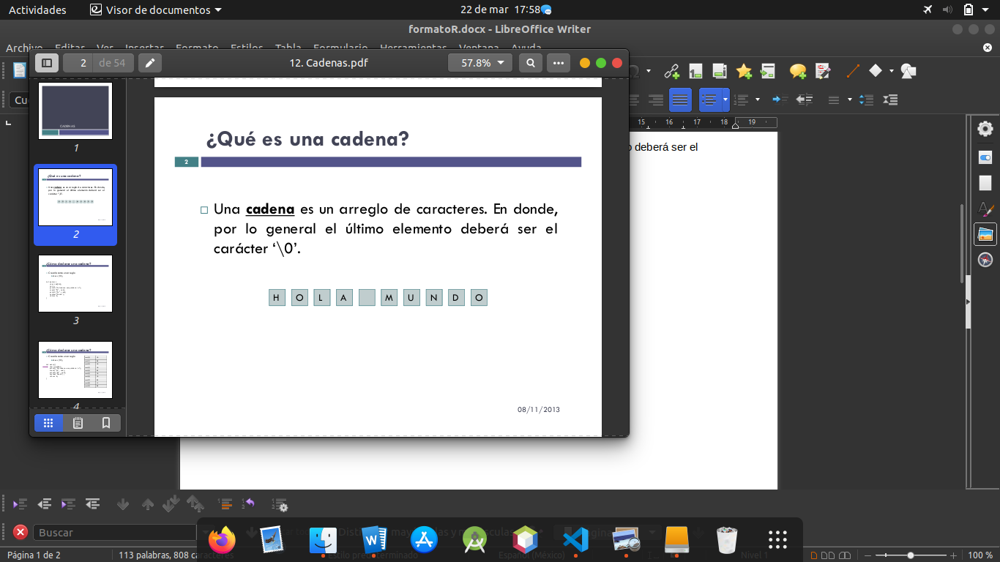 Actividades
Visor de documentos
22 de mar 17:58
formatoR.docx - LibreOffice Writer
Archivo Editar Ver Insertar Formato Estilos Tabla Formulario Herramientas Ventana Ayuda
2 de 54
12. Cadenas.pdf
57.8%
15 16 17 18 19
o deberá ser el
CADENAS
1
¿Qué es una cadena?
2
Una cadena es un arreglo de caracteres. En donde,
por lo general el último elemento deberá ser el
carácter ‘\0’.
H O L A M U N D O
08/11/2013
2
¿Cómo declarar una cadena?
3
¿Cómo declarar una cadena?
4
Buscar
Distin may las y m sculas
Página 1 de 2
113 palabras, 808 caracteres
Estilo predeterminado
Español (México)
Nivel 1
100 %